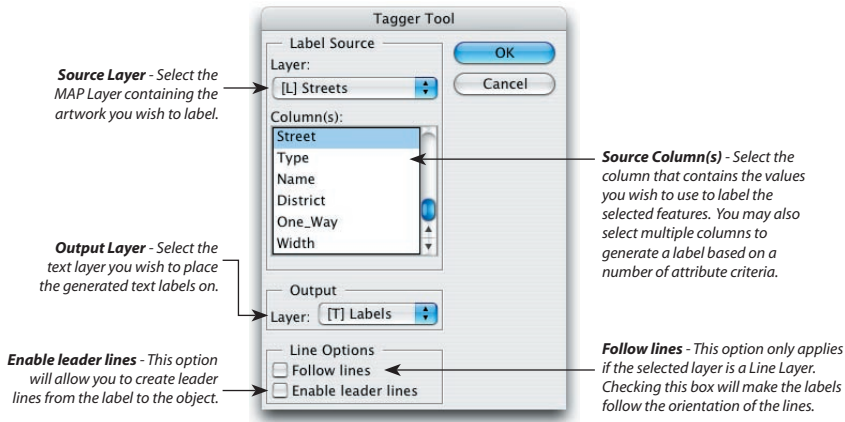 Tagger Tool
Label Source
Layer:
[L] Streets
Column(s):
Street
Type
Name
District
One_Way
Width
Output
Layer: [T] Labels
Line Options
Follow lines
Enable leader lines
OK
Cancel
Source Layer - Select the
MAP Layer containing the
artwork you wish to label.
Output Layer - Select the
text layer you wish to place
the generated text labels on.
Enable leader lines - This option
will allow you to create leader
lines from the label to the object.
Source Column(s) - Select the
column that contains the values
you wish to use to label the
selected features. You may also
select multiple columns to
generate a label based on a
number of attribute criteria.
Follow lines - This option only applies
if the selected layer is a Line Layer.
Checking this box will make the labels
follow the orientation of the lines.